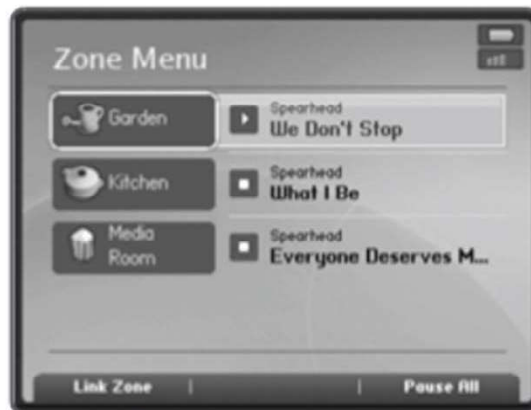 Zone Menu
Garden
Spearhead
We Don't Stop
Kitchen
Spearhead
What I Be
Media
Room
Spearhead
Everyone Deserves M...
Link Zone
Pause All